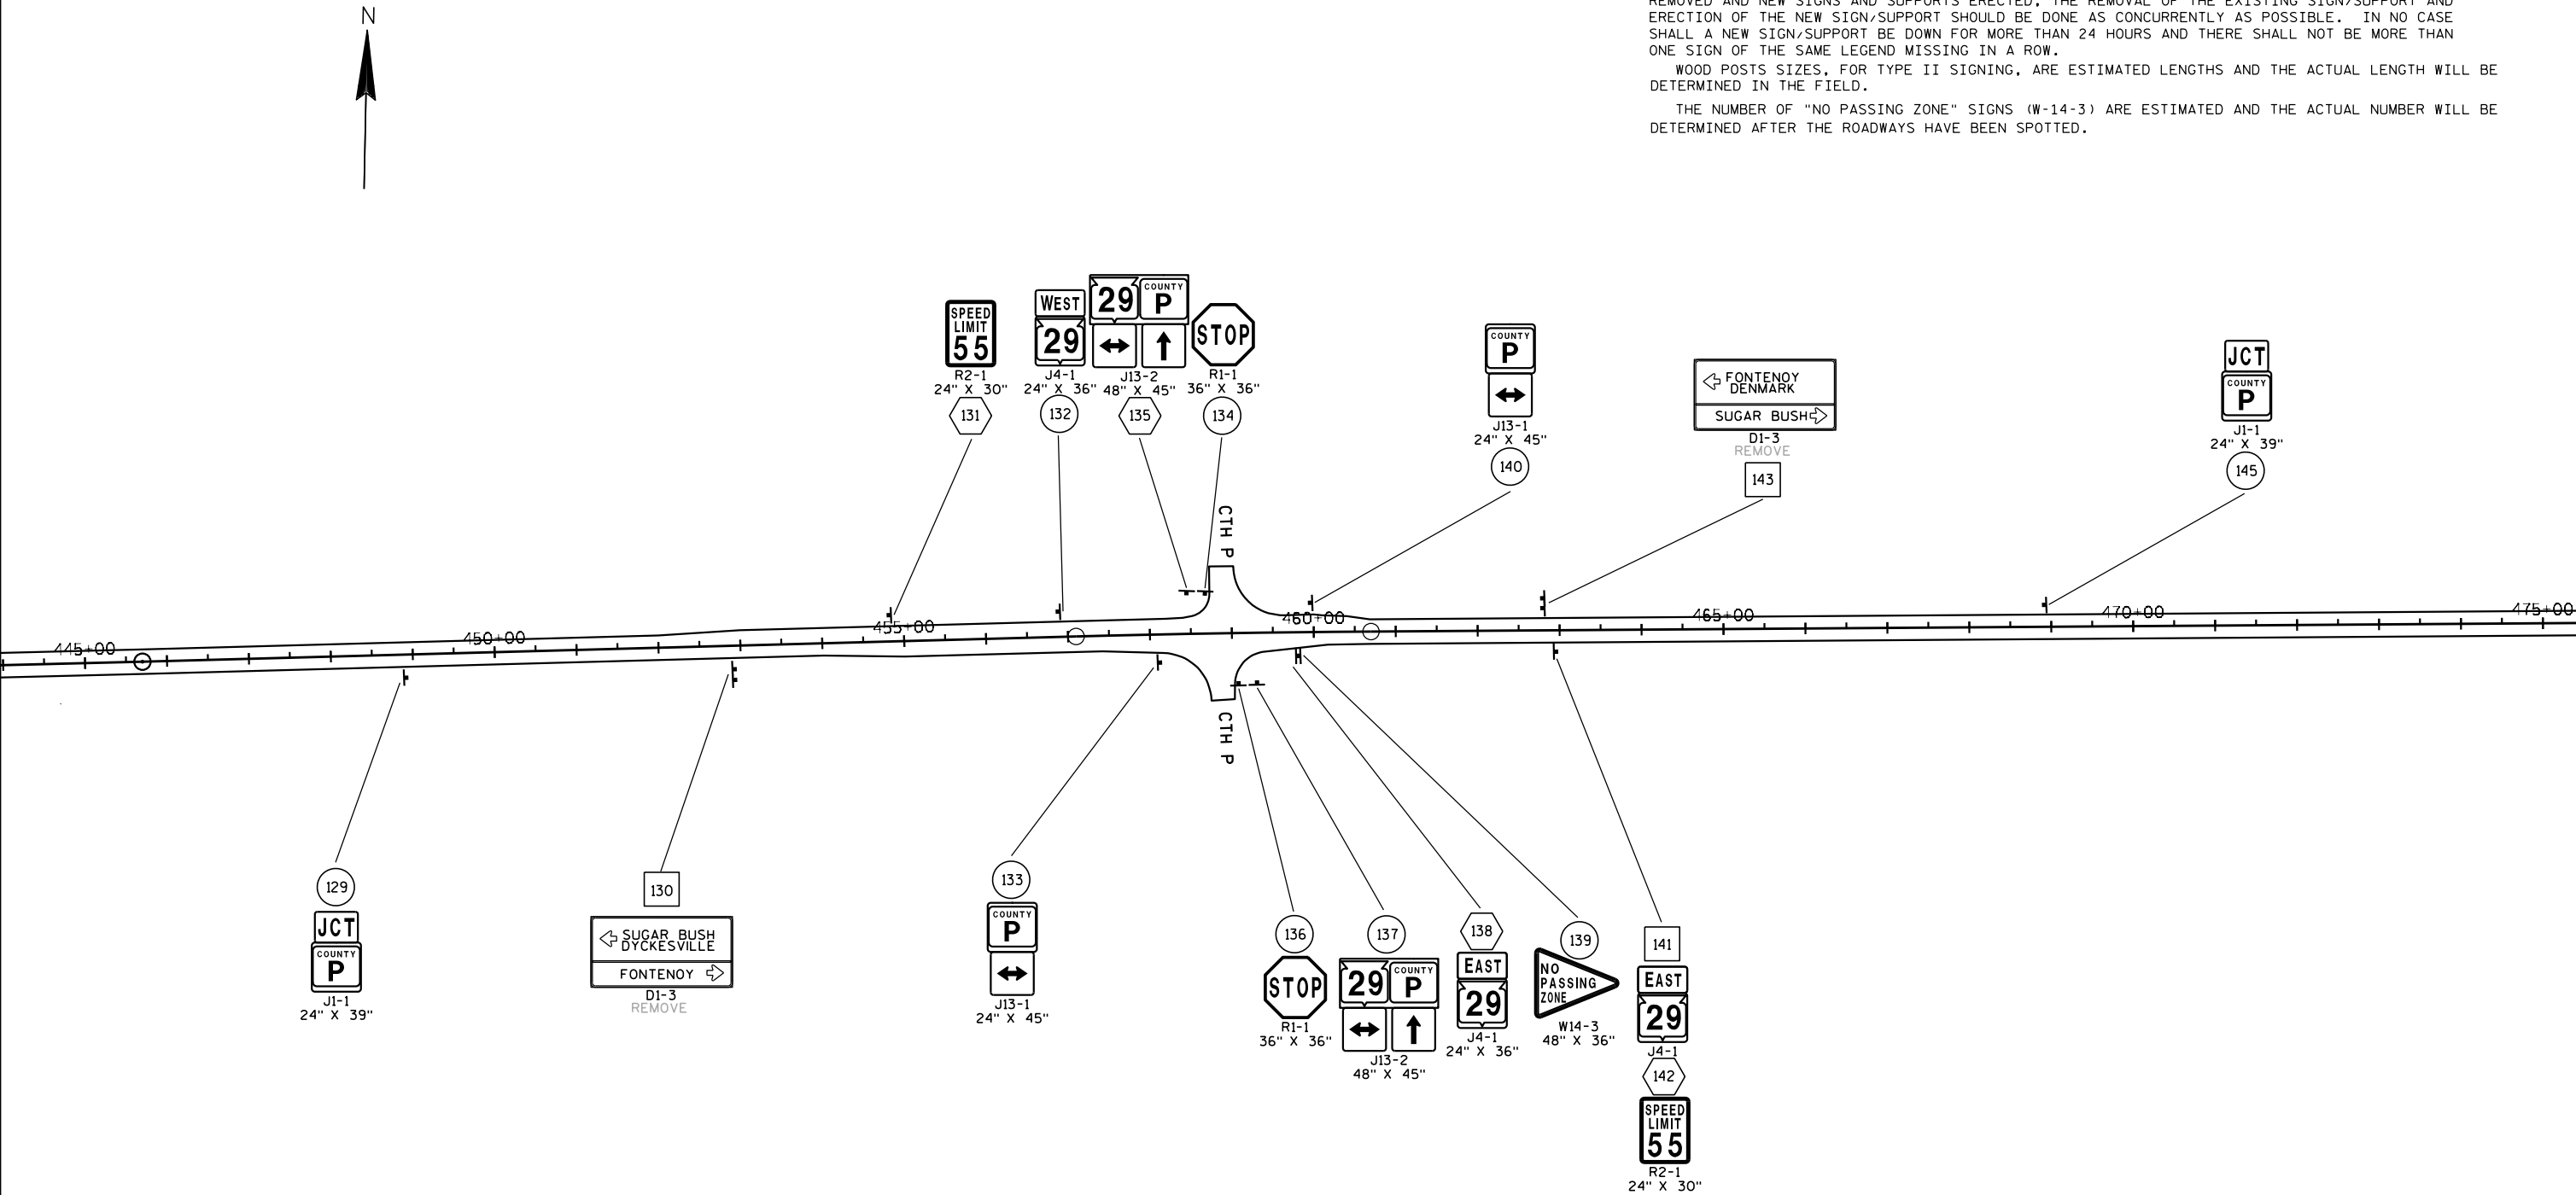 N
REMOVED AND NEW SIGNS AND SUPPORTS ERECTED, THE REMOVAL OF THE EXISTING SIGN/SUPPORT AND
ERECTION OF THE NEW SIGN/SUPPORT SHOULD BE DONE AS CONCURRENTLY AS POSSIBLE. IN NO CASE
SHALL A NEW SIGN/SUPPORT BE DOWN FOR MORE THAN 24 HOURS AND THERE SHALL NOT BE MORE THAN
ONE SIGN OF THE SAME LEGEND MISSING IN A ROW.
WOOD POSTS SIZES, FOR TYPE II SIGNING, ARE ESTIMATED LENGTHS AND THE ACTUAL LENGTH WILL BE
DETERMINED IN THE FIELD.
THE NUMBER OF "NO PASSING ZONE" SIGNS (W-14-3) ARE ESTIMATED AND THE ACTUAL NUMBER WILL BE
DETERMINED AFTER THE ROADWAYS HAVE BEEN SPOTTED.
SPEED
LIMIT
55
R2-1
24" X 30"
131
WEST
29
J4-1
24" X 36"
132
29
COUNTY
P
J13-2
48" X 45"
135
STOP
R1-1
36" X 36"
134
COUNTY
P
J13-1
24" X 45"
140
FONTENOY
DENMARK
SUGAR BUSH
D1-3
REMOVE
143
JCT
COUNTY
P
J1-1
24" X 39"
145
CTH P
445+00
450+00
455+00
460+00
465+00
470+00
475+00
CTH P
129
JCT
COUNTY
P
J1-1
24" X 39"
130
SUGAR BUSH
DYCKESVILLE
FONTENOY
D1-3
REMOVE
133
COUNTY
P
J13-1
24" X 45"
136
STOP
R1-1
36" X 36"
137
29
COUNTY
P
J13-2
48" X 45"
138
EAST
29
J4-1
24" X 36"
139
NO
PASSING
ZONE
W14-3
48" X 36"
141
EAST
29
J4-1
142
SPEED
LIMIT
55
R2-1
24" X 30"